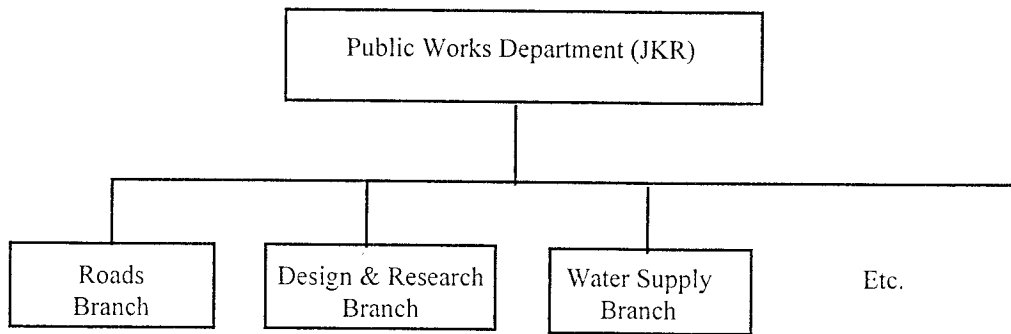 Public Works Department (JKR)
Roads
Branch
Design & Research
Branch
Water Supply
Branch
Etc.